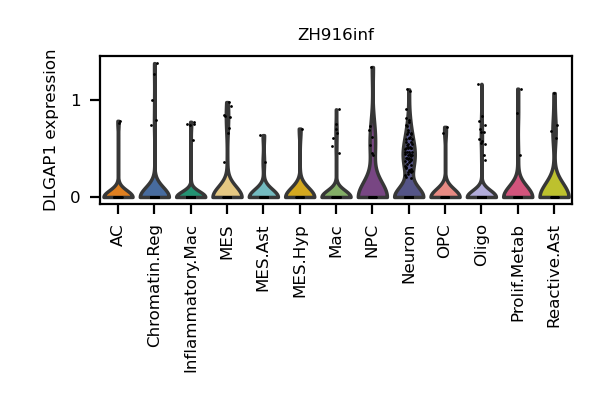 ZH916inf
DLGAP1 expression
1
0
AC
Chromatin.Reg
Inflammatory.Mac
MES
MES.Ast
MES.Hyp
Mac
NPC
Neuron
OPC
Oligo
Prolif.Metab
Reactive.Ast